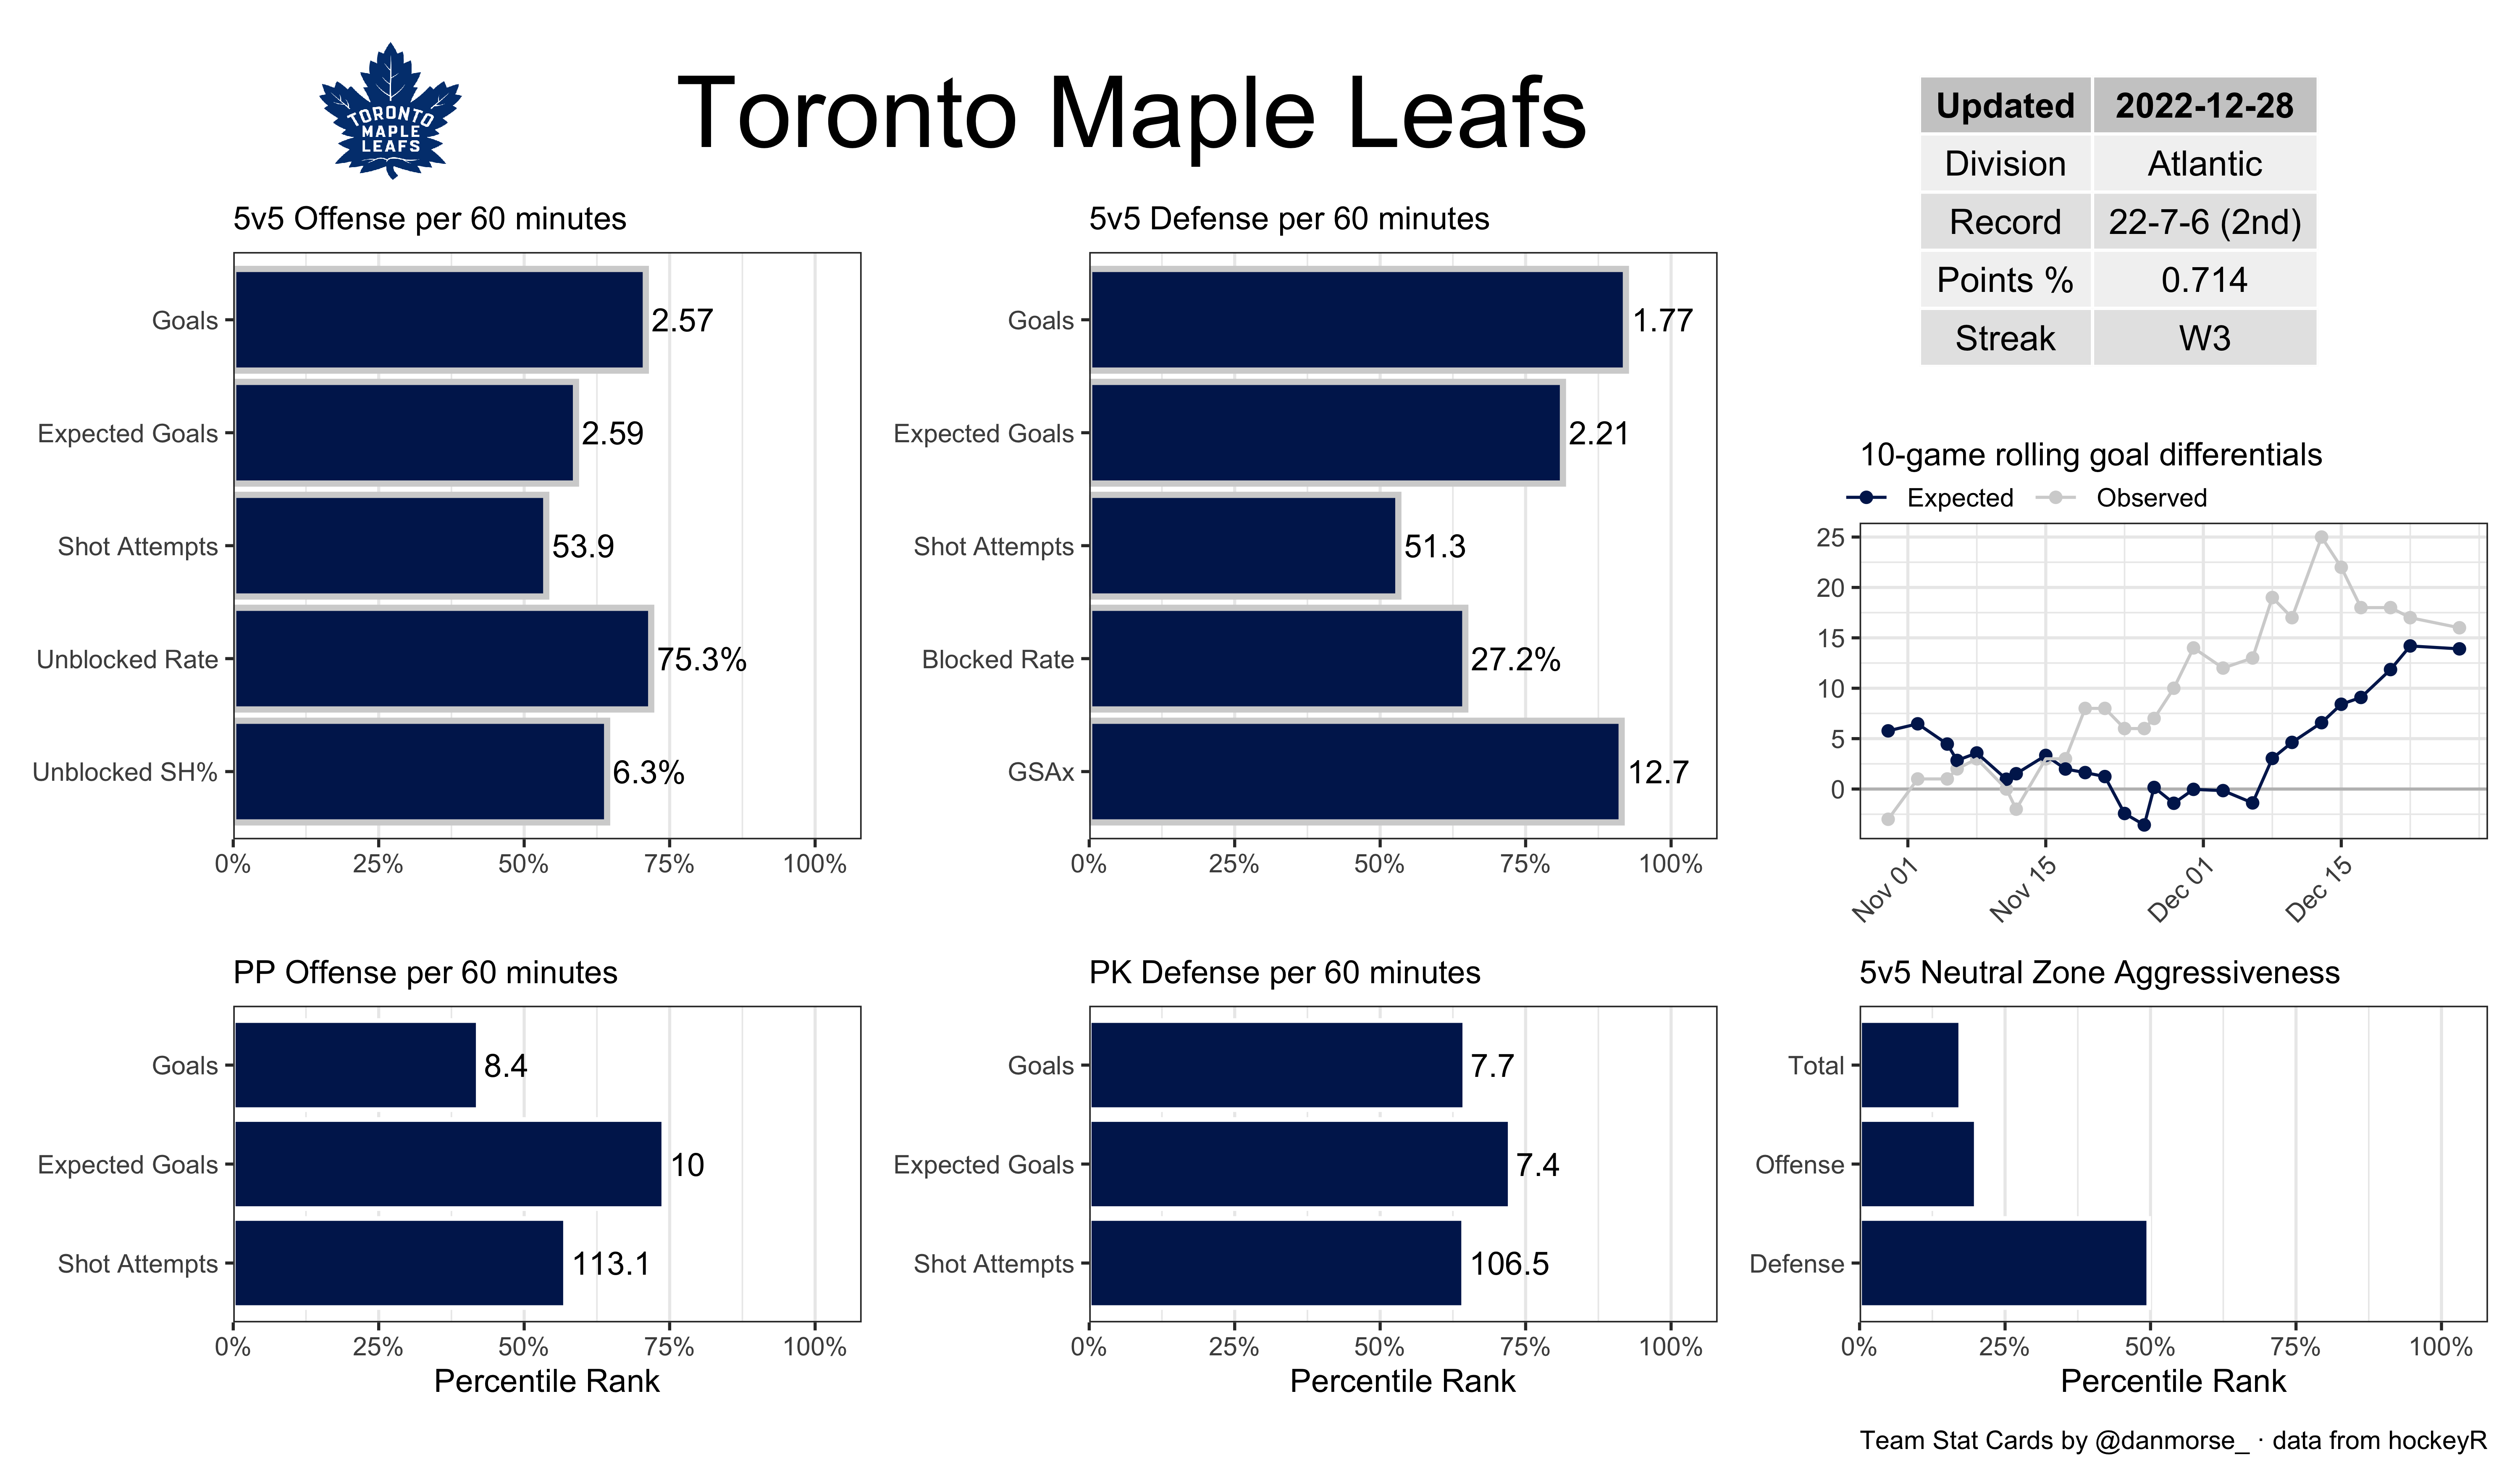 TORONTO
MAPLE
LEAFS
Toronto Maple Leafs
Updated 2022-12-28
Division Atlantic
Record 22-7-6 (2nd)
Points % 0.714
Streak W3
5v5 Offense per 60 minutes
Goals 2.57
Expected Goals 2.59
Shot Attempts 53.9
Unblocked Rate 75.3%
Unblocked SH% 6.3%
0% 25% 50% 75% 100%
5v5 Defense per 60 minutes
Goals 1.77
Expected Goals 2.21
Shot Attempts 51.3
Blocked Rate 27.2%
GSAx 12.7
0% 25% 50% 75% 100%
10-game rolling goal differentials
Expected Observed
25
20
15
10
5
0
Nov 01 Nov 15 Dec 01 Dec 15
PP Offense per 60 minutes
Goals 8.4
Expected Goals 10
Shot Attempts 113.1
0% 25% 50% 75% 100%
Percentile Rank
PK Defense per 60 minutes
Goals 7.7
Expected Goals 7.4
Shot Attempts 106.5
0% 25% 50% 75% 100%
Percentile Rank
5v5 Neutral Zone Aggressiveness
Total
Offense
Defense
0% 25% 50% 75% 100%
Percentile Rank
Team Stat Cards by @danmorse_ · data from hockeyR